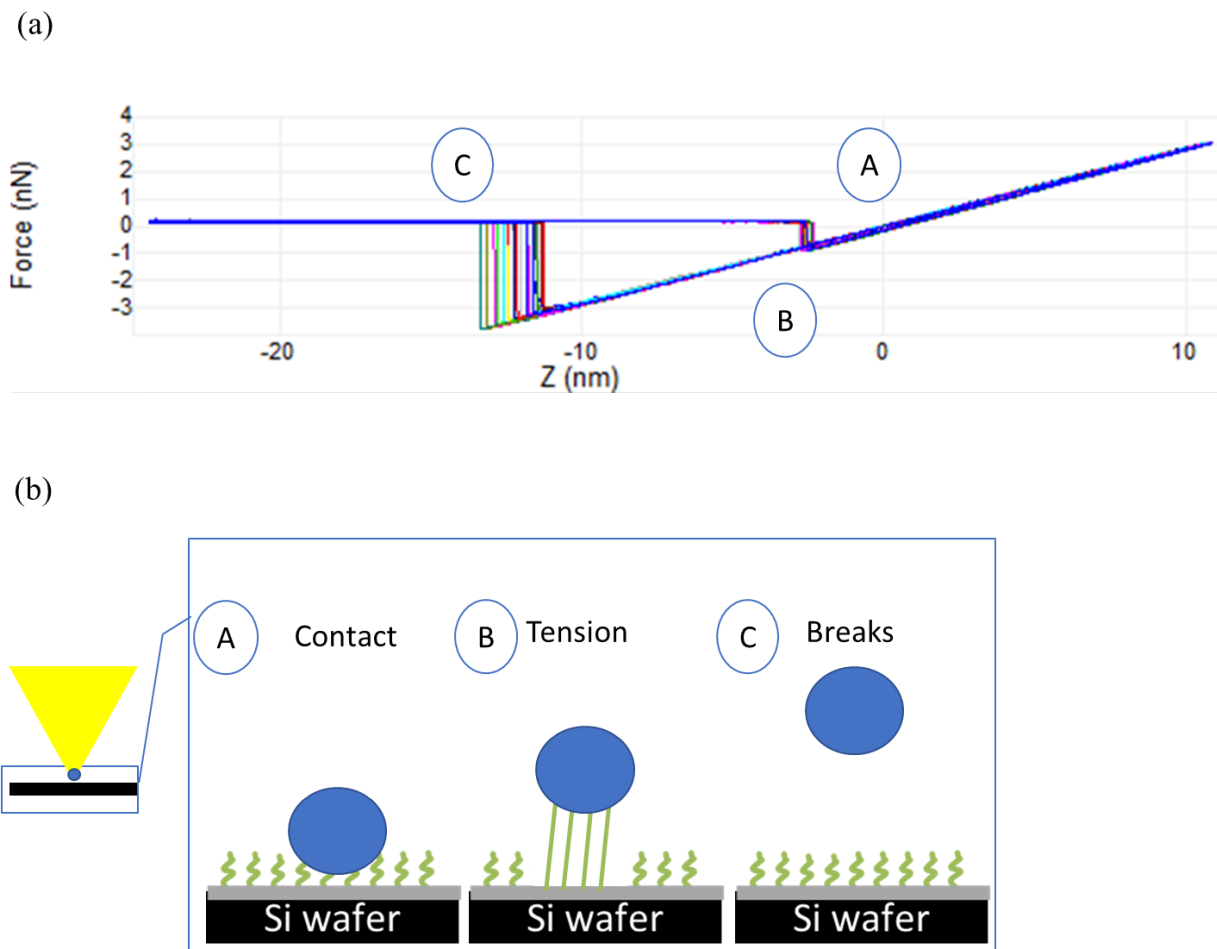 (a)
4
3
2
1
0
-1
-2
-3
Force (nN)
C
A
B
-20
-10
0
10
Z (nm)
(b)
A Contact B Tension C Breaks
Si wafer Si wafer Si wafer